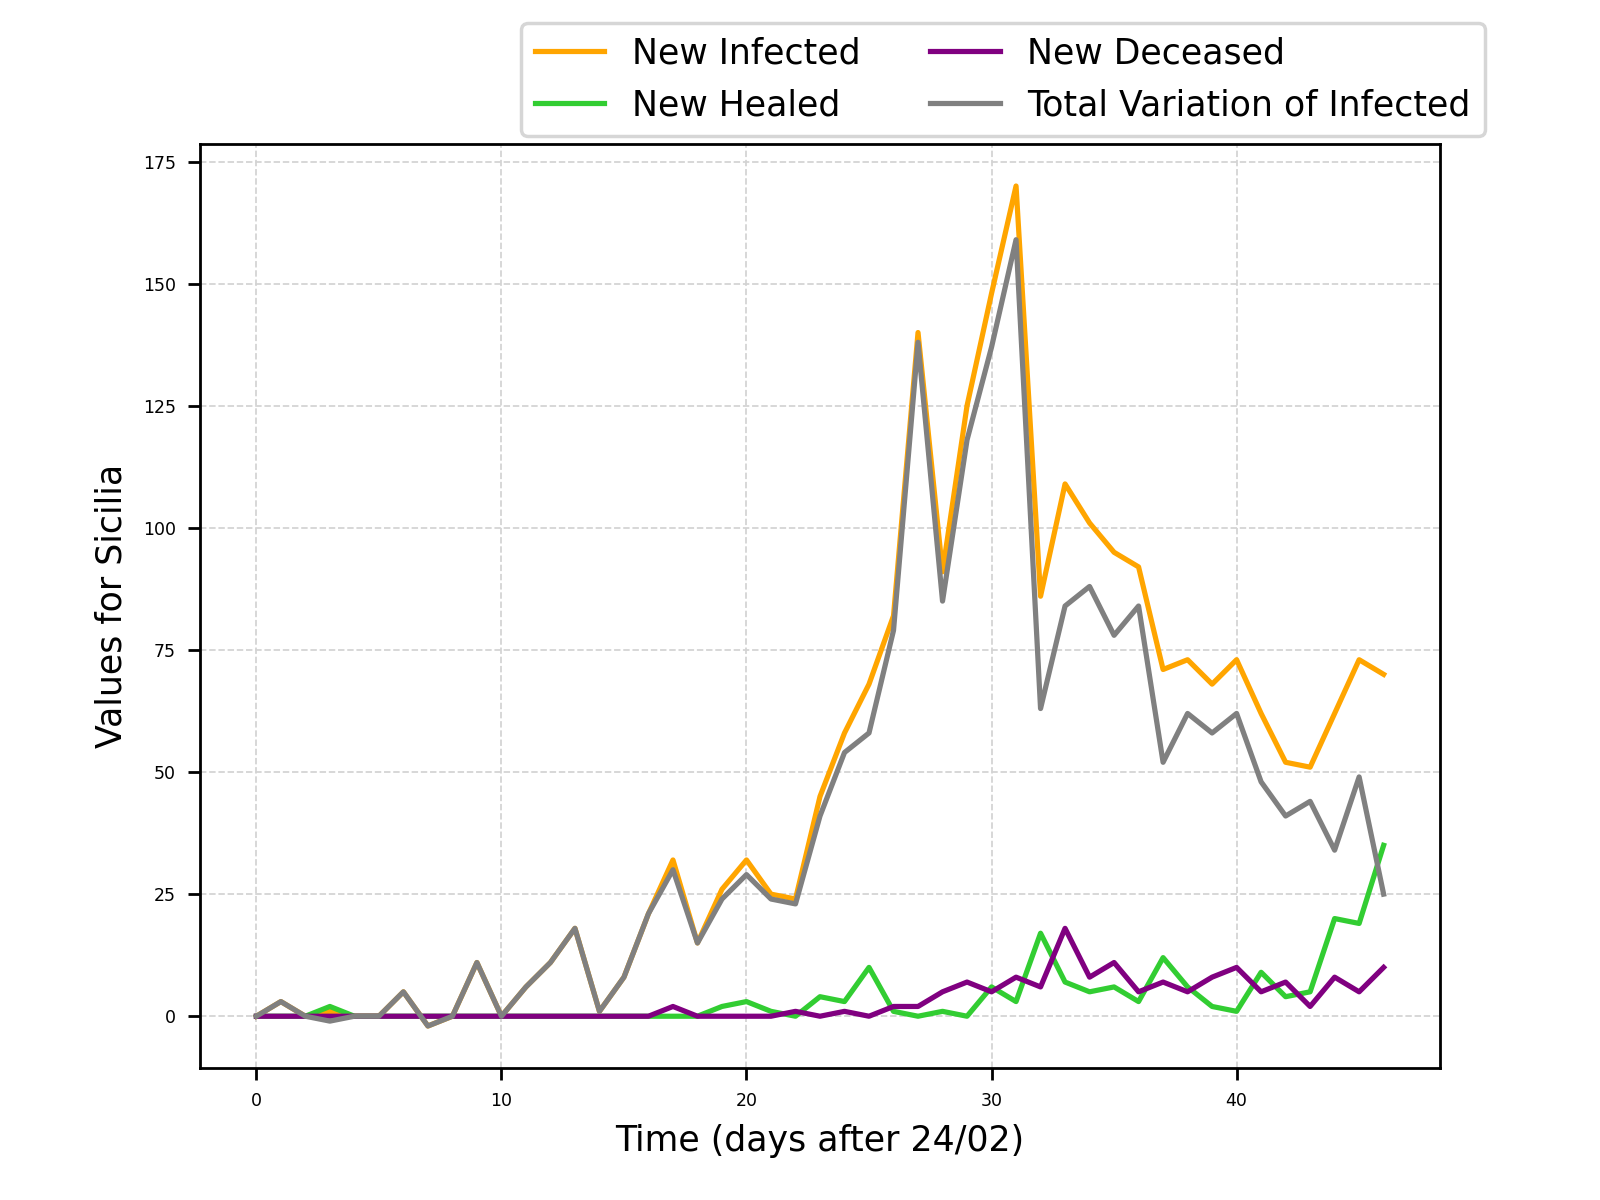 New Infected
New Healed
New Deceased
Total Variation of Infected
175
150
125
100
75
50
25
0
Values for Sicilia
0 10 20 30 40
Time (days after 24/02)